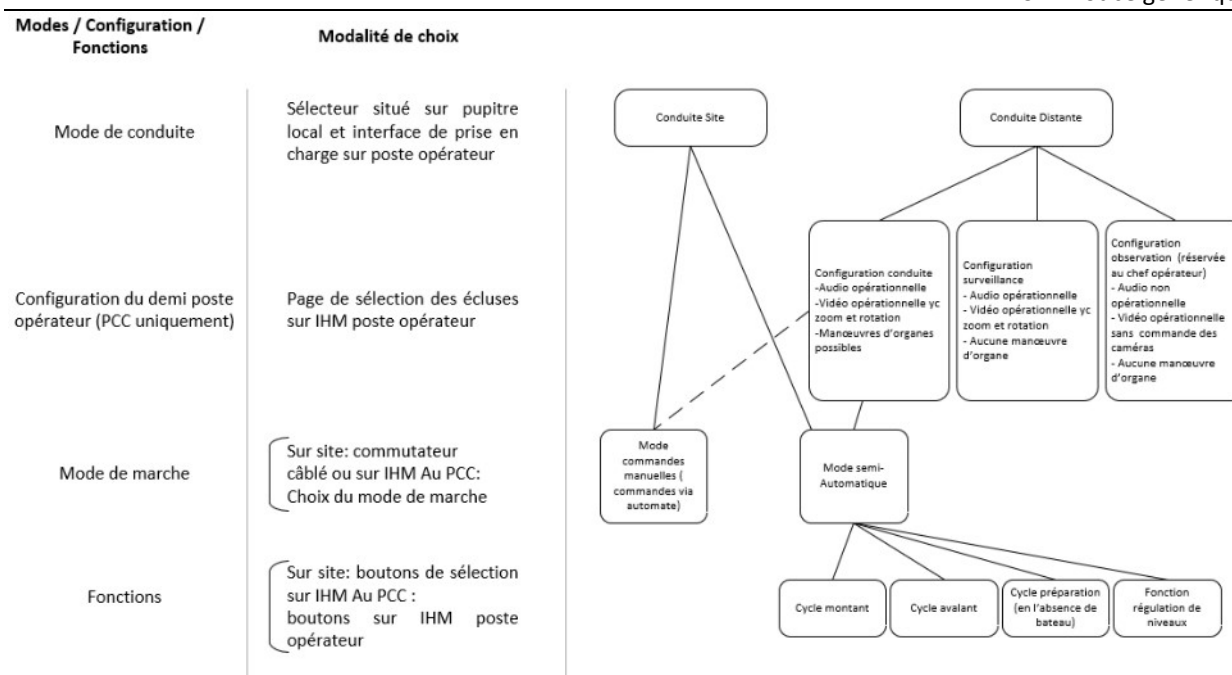 Modes / Configuration /
Fonctions
Modalité de choix
Mode de conduite
Sélecteur situé sur pupitre
local et interface de prise en
charge sur poste opérateur
Conduite Site
Conduite Distante
Configuration du demi poste
opérateur (PCC uniquement)
Page de sélection des écluses
sur IHM poste opérateur
Configuration conduite
-Audio opérationnelle
-Vidéo opérationnelle yc
zoom et rotation
-Manœuvres d'organes
possibles
Configuration
surveillance
- Audio opérationnelle
- Vidéo opérationnelle yc
zoom et rotation
- Aucune manœuvre
d'organe
Configuration
observation (réservée
au chef opérateur)
- Audio non
opérationnelle
- Vidéo opérationnelle
sans commande des
caméras
- Aucune manœuvre
d'organe
Mode de marche
Sur site: commutateur
câblé ou sur IHM Au PCC:
Choix du mode de marche
Mode
commandes
manuelles (
commandes via
automate)
Mode semi-
Automatique
Fonctions
Sur site: boutons de sélection
sur IHM Au PCC :
boutons sur IHM poste
opérateur
Cycle montant
Cycle avalant
Cycle préparation
(en l'absence de
bateau)
Fonction
régulation de
niveaux